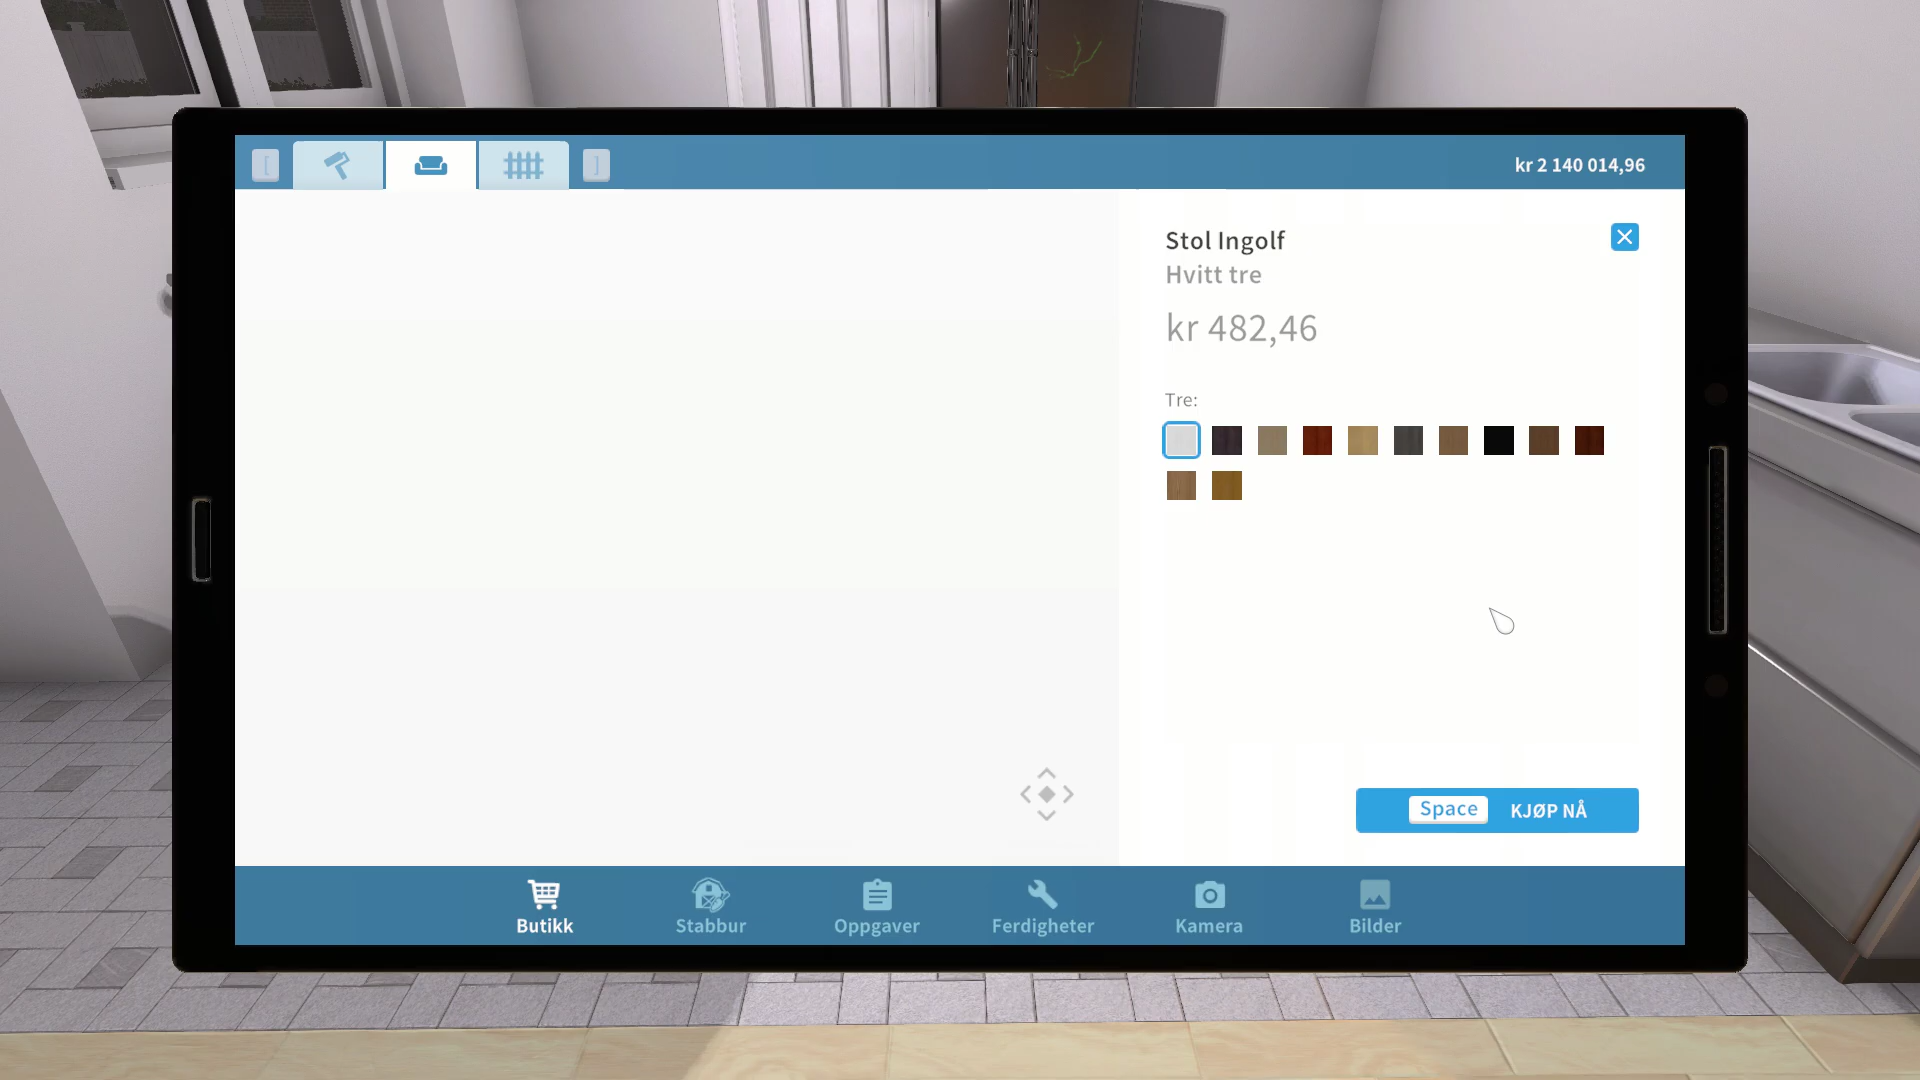 [
]
kr 2 140 014,96
Stol Ingolf
Hvitt tre
kr 482,46
Tre:
Space KJØP NÅ
Butikk
Stabbur
Oppgaver
Ferdigheter
Kamera
Bilder